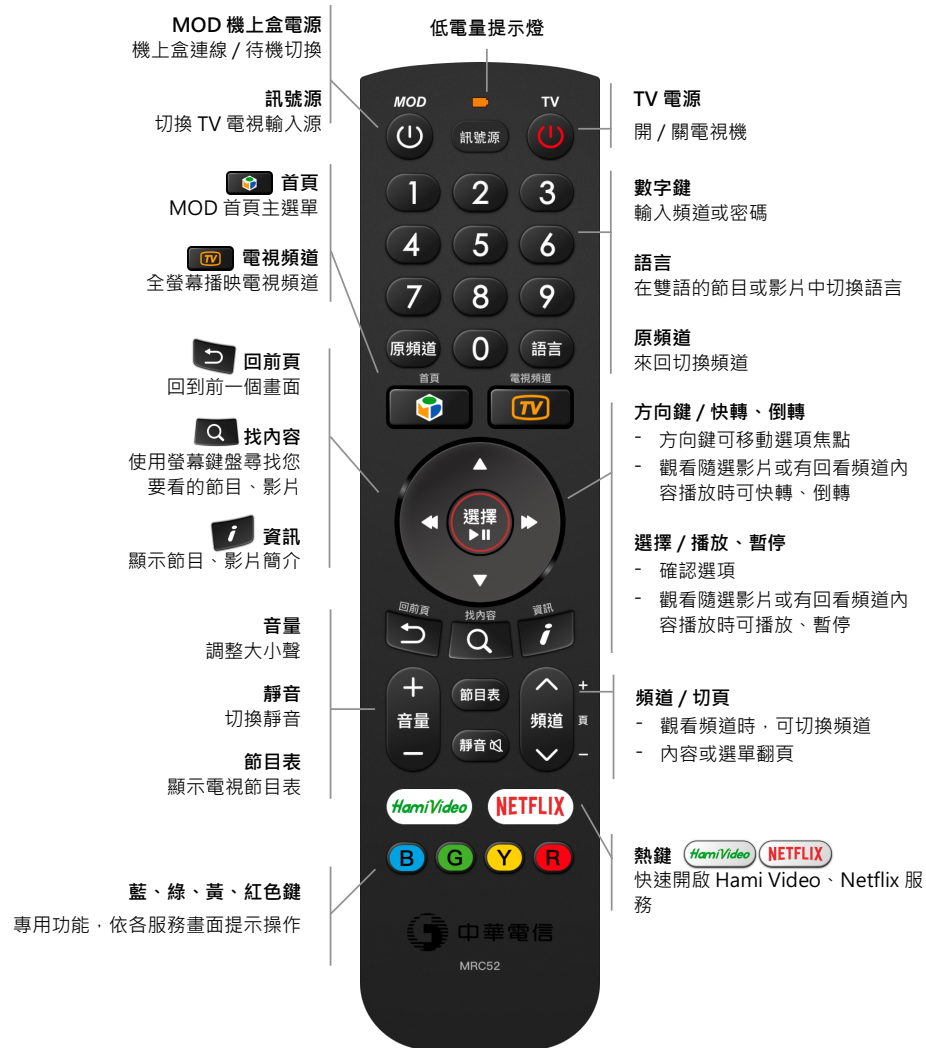 MOD 機上盒電源
機上盒連線 / 待機切換
訊號源
切換 TV 電視輸入源
首頁
MOD 首頁主選單
TV 電視頻道
全螢幕播映電視頻道
回前頁
回到前一個畫面
找內容
使用螢幕鍵盤尋找您
要看的節目、影片
i 資訊
顯示節目、影片簡介
音量
調整大小聲
靜音
切換靜音
節目表
顯示電視節目表
藍、綠、黃、紅色鍵
專用功能，依各服務畫面提示操作
低電量提示燈
MOD TV
訊號源
1 2 3
4 5 6
7 8 9
原頻道 0 語言
首頁 電視頻道
TV
選擇
回前頁 找內容 資訊
i
+ 節目表 +
音量 頻道 頁
- 靜音 -
HamiVideo NETFLIX
B G Y R
中華電信
MRC52
TV 電源
開 / 關電視機
數字鍵
輸入頻道或密碼
語言
在雙語的節目或影片中切換語言
原頻道
來回切換頻道
方向鍵 / 快轉、倒轉
- 方向鍵可移動選項焦點
- 觀看隨選影片或有回看頻道內
容播放時可快轉、倒轉
選擇 / 播放、暫停
- 確認選項
- 觀看隨選影片或有回看頻道內
容播放時可播放、暫停
頻道 / 切頁
- 觀看頻道時，可切換頻道
- 內容或選單翻頁
熱鍵 HamiVideo NETFLIX
快速開啟 Hami Video、Netflix 服
務